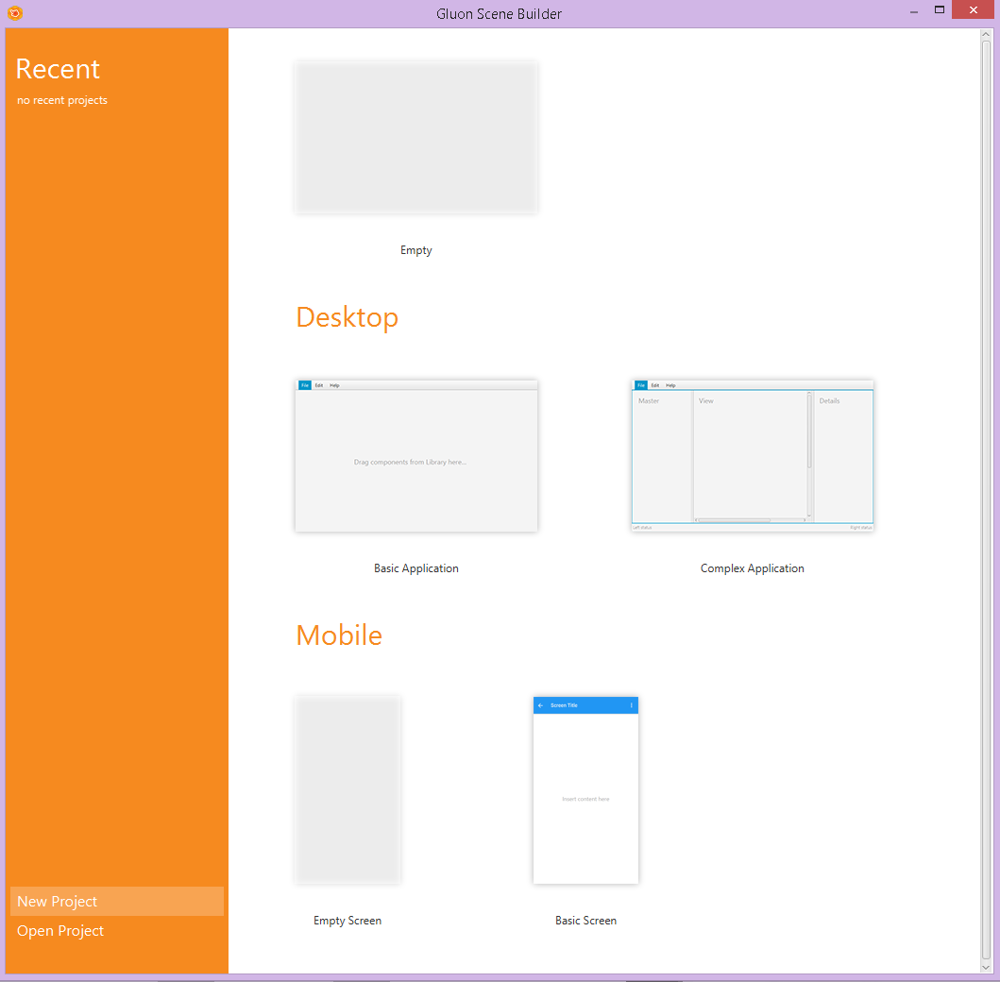 Gluon Scene Builder
Recent
no recent projects
Empty
Desktop
File Edit Help
Drag components from Library here...
Basic Application
File Edit Help
Master View Details
Left status Right status
Complex Application
Mobile
Empty Screen
Screen Title
Insert content here
Basic Screen
New Project
Open Project